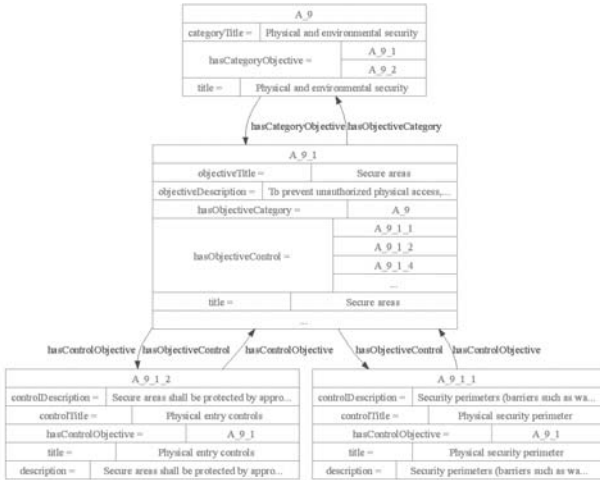 A_9
categoryTitle = Physical and environmental security
hasCategoryObjective =
A_9_1
A_9_2
title = Physical and environmental security
hasCategoryObjective hasObjectiveCategory
A_9_1
objectiveTitle = Secure areas
objectiveDescription = To prevent unauthorized physical access,...
hasObjectiveCategory = A_9
hasObjectiveControl =
A_9_1_1
A_9_1_2
A_9_1_4
...
title = Secure areas
...
hasControlObjective hasObjectiveControl hasControlObjective hasObjectiveControl hasControlObjective
A_9_1_2
controlDescription = Secure areas shall be protected by appro...
controlTitle = Physical entry controls
hasControlObjective = A_9_1
title = Physical entry controls
description = Secure areas shall be protected by appro...
A_9_1_1
controlDescription = Security perimeters (barriers such as wa...
controlTitle = Physical security perimeter
hasControlObjective = A_9_1
title = Physical security perimeter
description = Security perimeters (barriers such as wa...